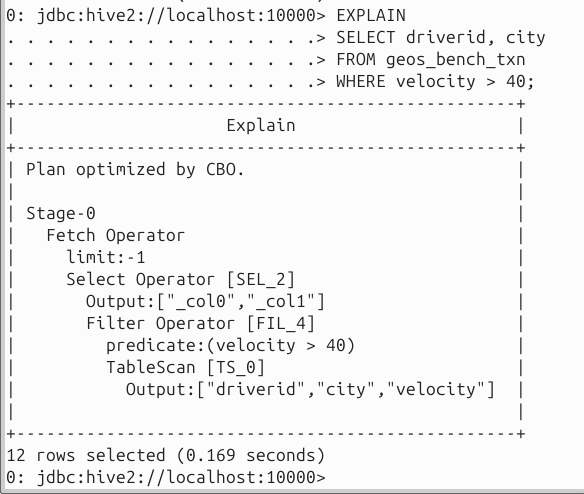 0: jdbc:hive2://localhost:10000> EXPLAIN
. . . . . . . . . . . . . . . .> SELECT driverid, city
. . . . . . . . . . . . . . . .> FROM geos_bench_txn
. . . . . . . . . . . . . . . .> WHERE velocity > 40;
+-------------------------------------------------+
|                     Explain                     |
+-------------------------------------------------+
| Plan optimized by CBO.                          |
|                                                 |
| Stage-0                                         |
|   Fetch Operator                                |
|     limit:-1                                    |
|     Select Operator [SEL_2]                     |
|       Output:["_col0","_col1"]                  |
|       Filter Operator [FIL_4]                   |
|         predicate:(velocity > 40)               |
|         TableScan [TS_0]                        |
|           Output:["driverid","city","velocity"] |
|                                                 |
+-------------------------------------------------+
12 rows selected (0.169 seconds)
0: jdbc:hive2://localhost:10000>